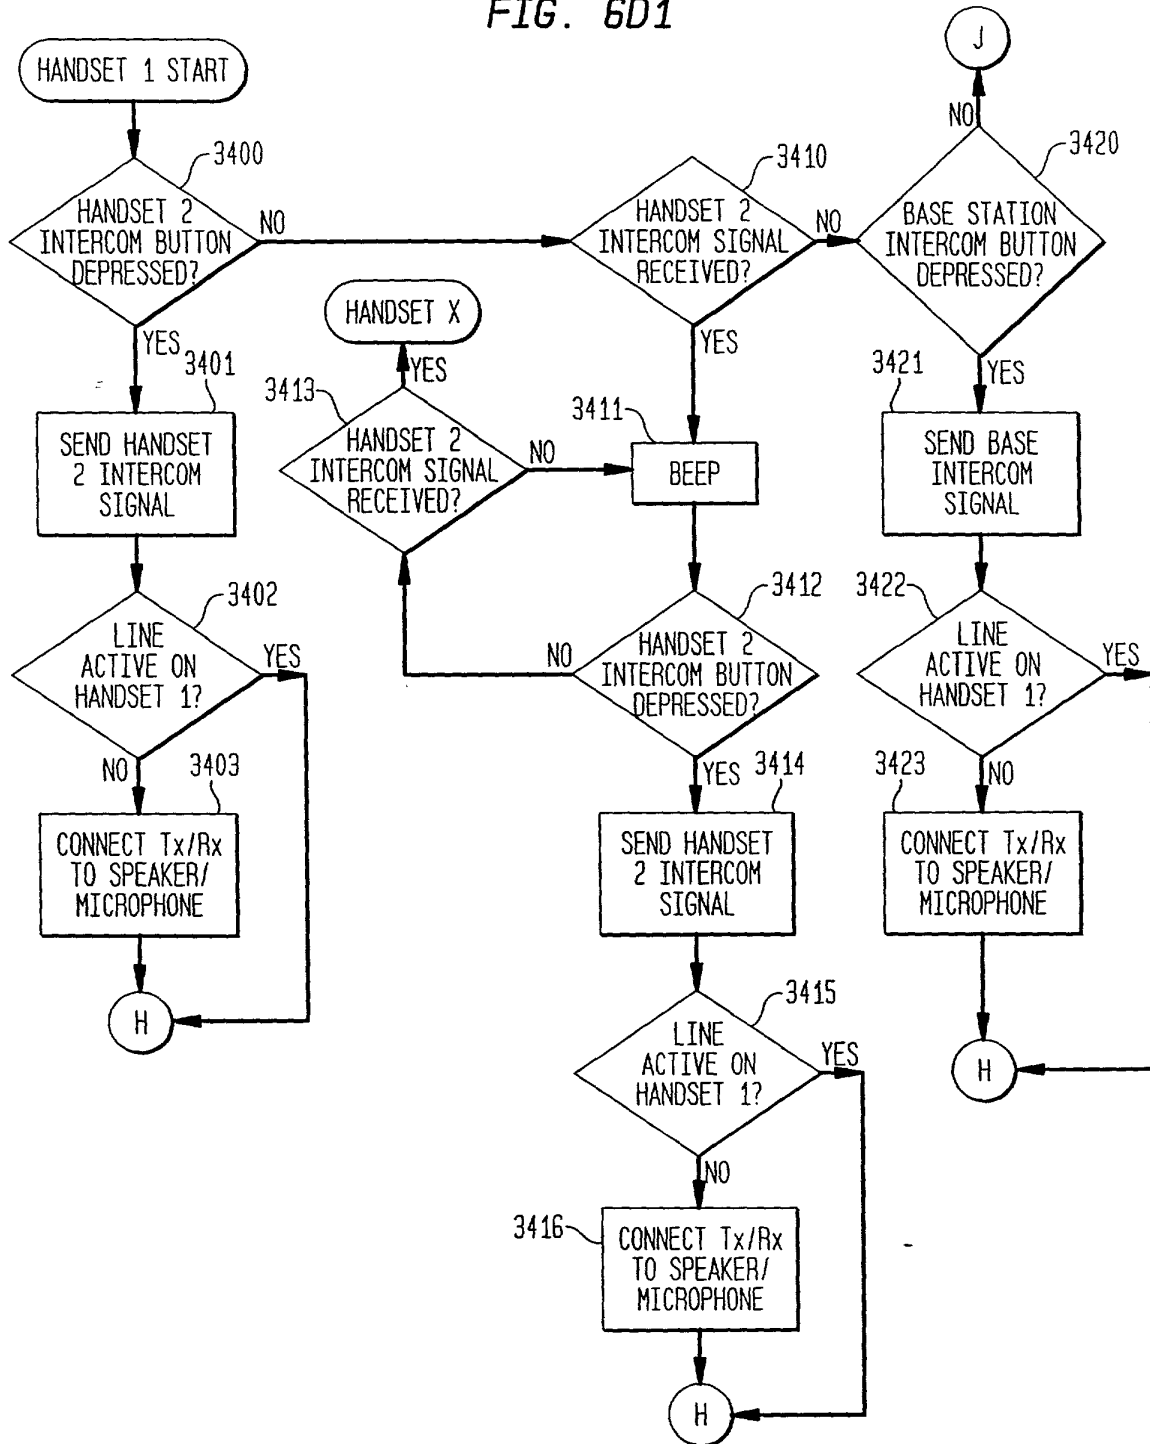 FIG. 6D1
HANDSET 1 START
J
NO
3400
HANDSET 2
INTERCOM BUTTON
DEPRESSED?
NO
YES
3410
HANDSET 2
INTERCOM SIGNAL
RECEIVED?
NO
YES
3420
BASE STATION
INTERCOM BUTTON
DEPRESSED?
YES
HANDSET X
YES
3413
HANDSET 2
INTERCOM SIGNAL
RECEIVED?
NO
3401
SEND HANDSET
2 INTERCOM
SIGNAL
3411
BEEP
3421
SEND BASE
INTERCOM
SIGNAL
3402
LINE
ACTIVE ON
HANDSET 1?
YES
NO
3412
HANDSET 2
INTERCOM BUTTON
DEPRESSED?
NO
YES
3422
LINE
ACTIVE ON
HANDSET 1?
YES
NO
3403
CONNECT Tx/Rx
TO SPEAKER/
MICROPHONE
H
3414
SEND HANDSET
2 INTERCOM
SIGNAL
3423
CONNECT Tx/Rx
TO SPEAKER/
MICROPHONE
H
3415
LINE
ACTIVE ON
HANDSET 1?
YES
NO
3416
CONNECT Tx/Rx
TO SPEAKER/
MICROPHONE
H